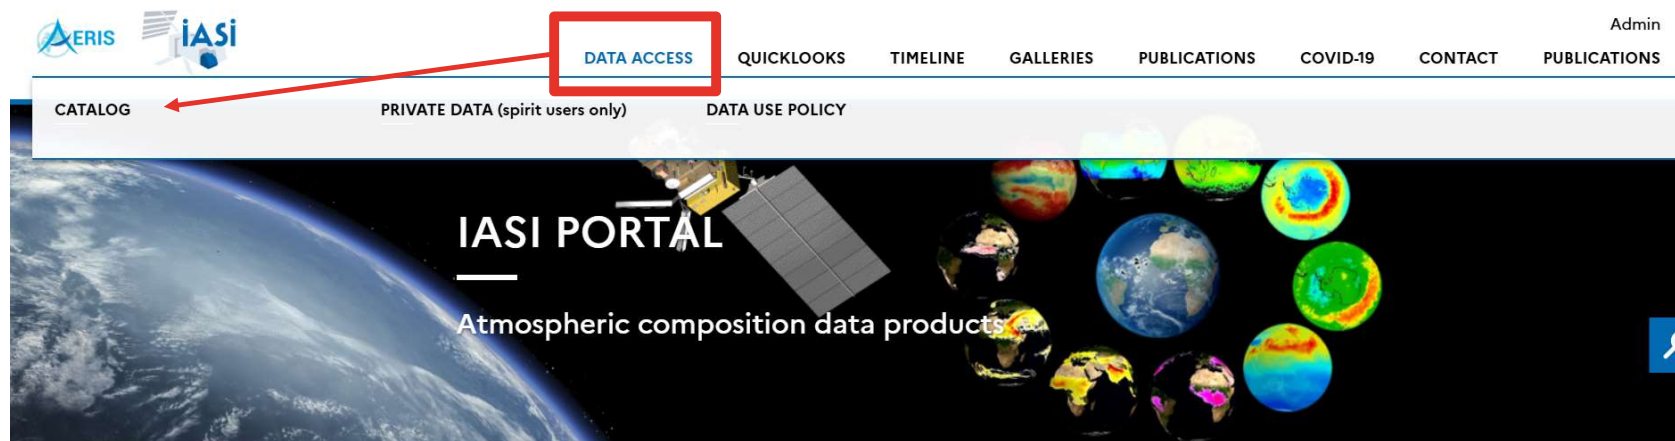 AERIS
iASi
Admin
DATA ACCESS QUICKLOOKS TIMELINE GALLERIES PUBLICATIONS COVID-19 CONTACT PUBLICATIONS
CATALOG PRIVATE DATA (spirit users only) DATA USE POLICY
IASI PORTAL
Atmospheric composition data products